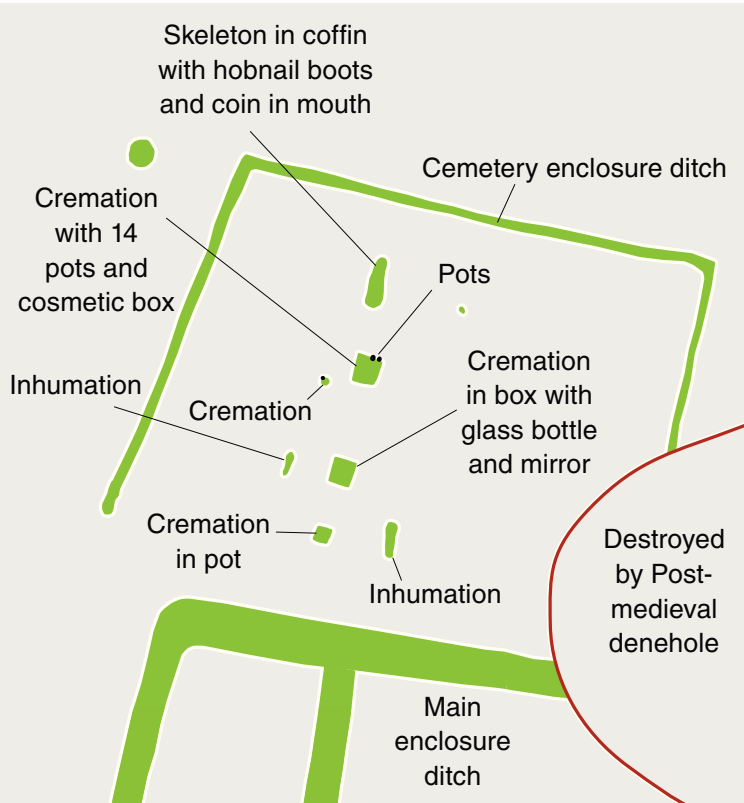 Skeleton in coffin
with hobnail boots
and coin in mouth
Cemetery enclosure ditch
Cremation
with 14
pots and
cosmetic box
Pots
Inhumation
Cremation
Cremation
in box with
glass bottle
and mirror
Cremation
in pot
Inhumation
Destroyed
by Post-
medieval
denehole
Main
enclosure
ditch